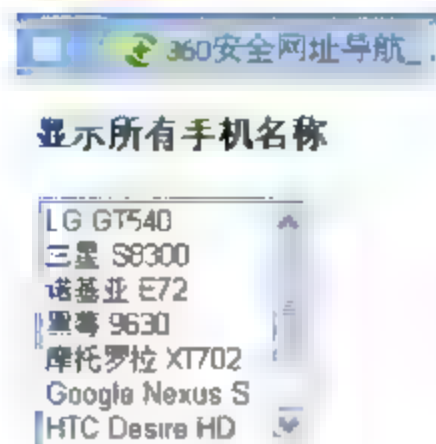 360安全网址导航_
显示所有手机名称
LG GT540
三星 S8300
诺基亚 E72
黑莓 9630
摩托罗拉 XT702
Google Nexus S
HTC Desire HD